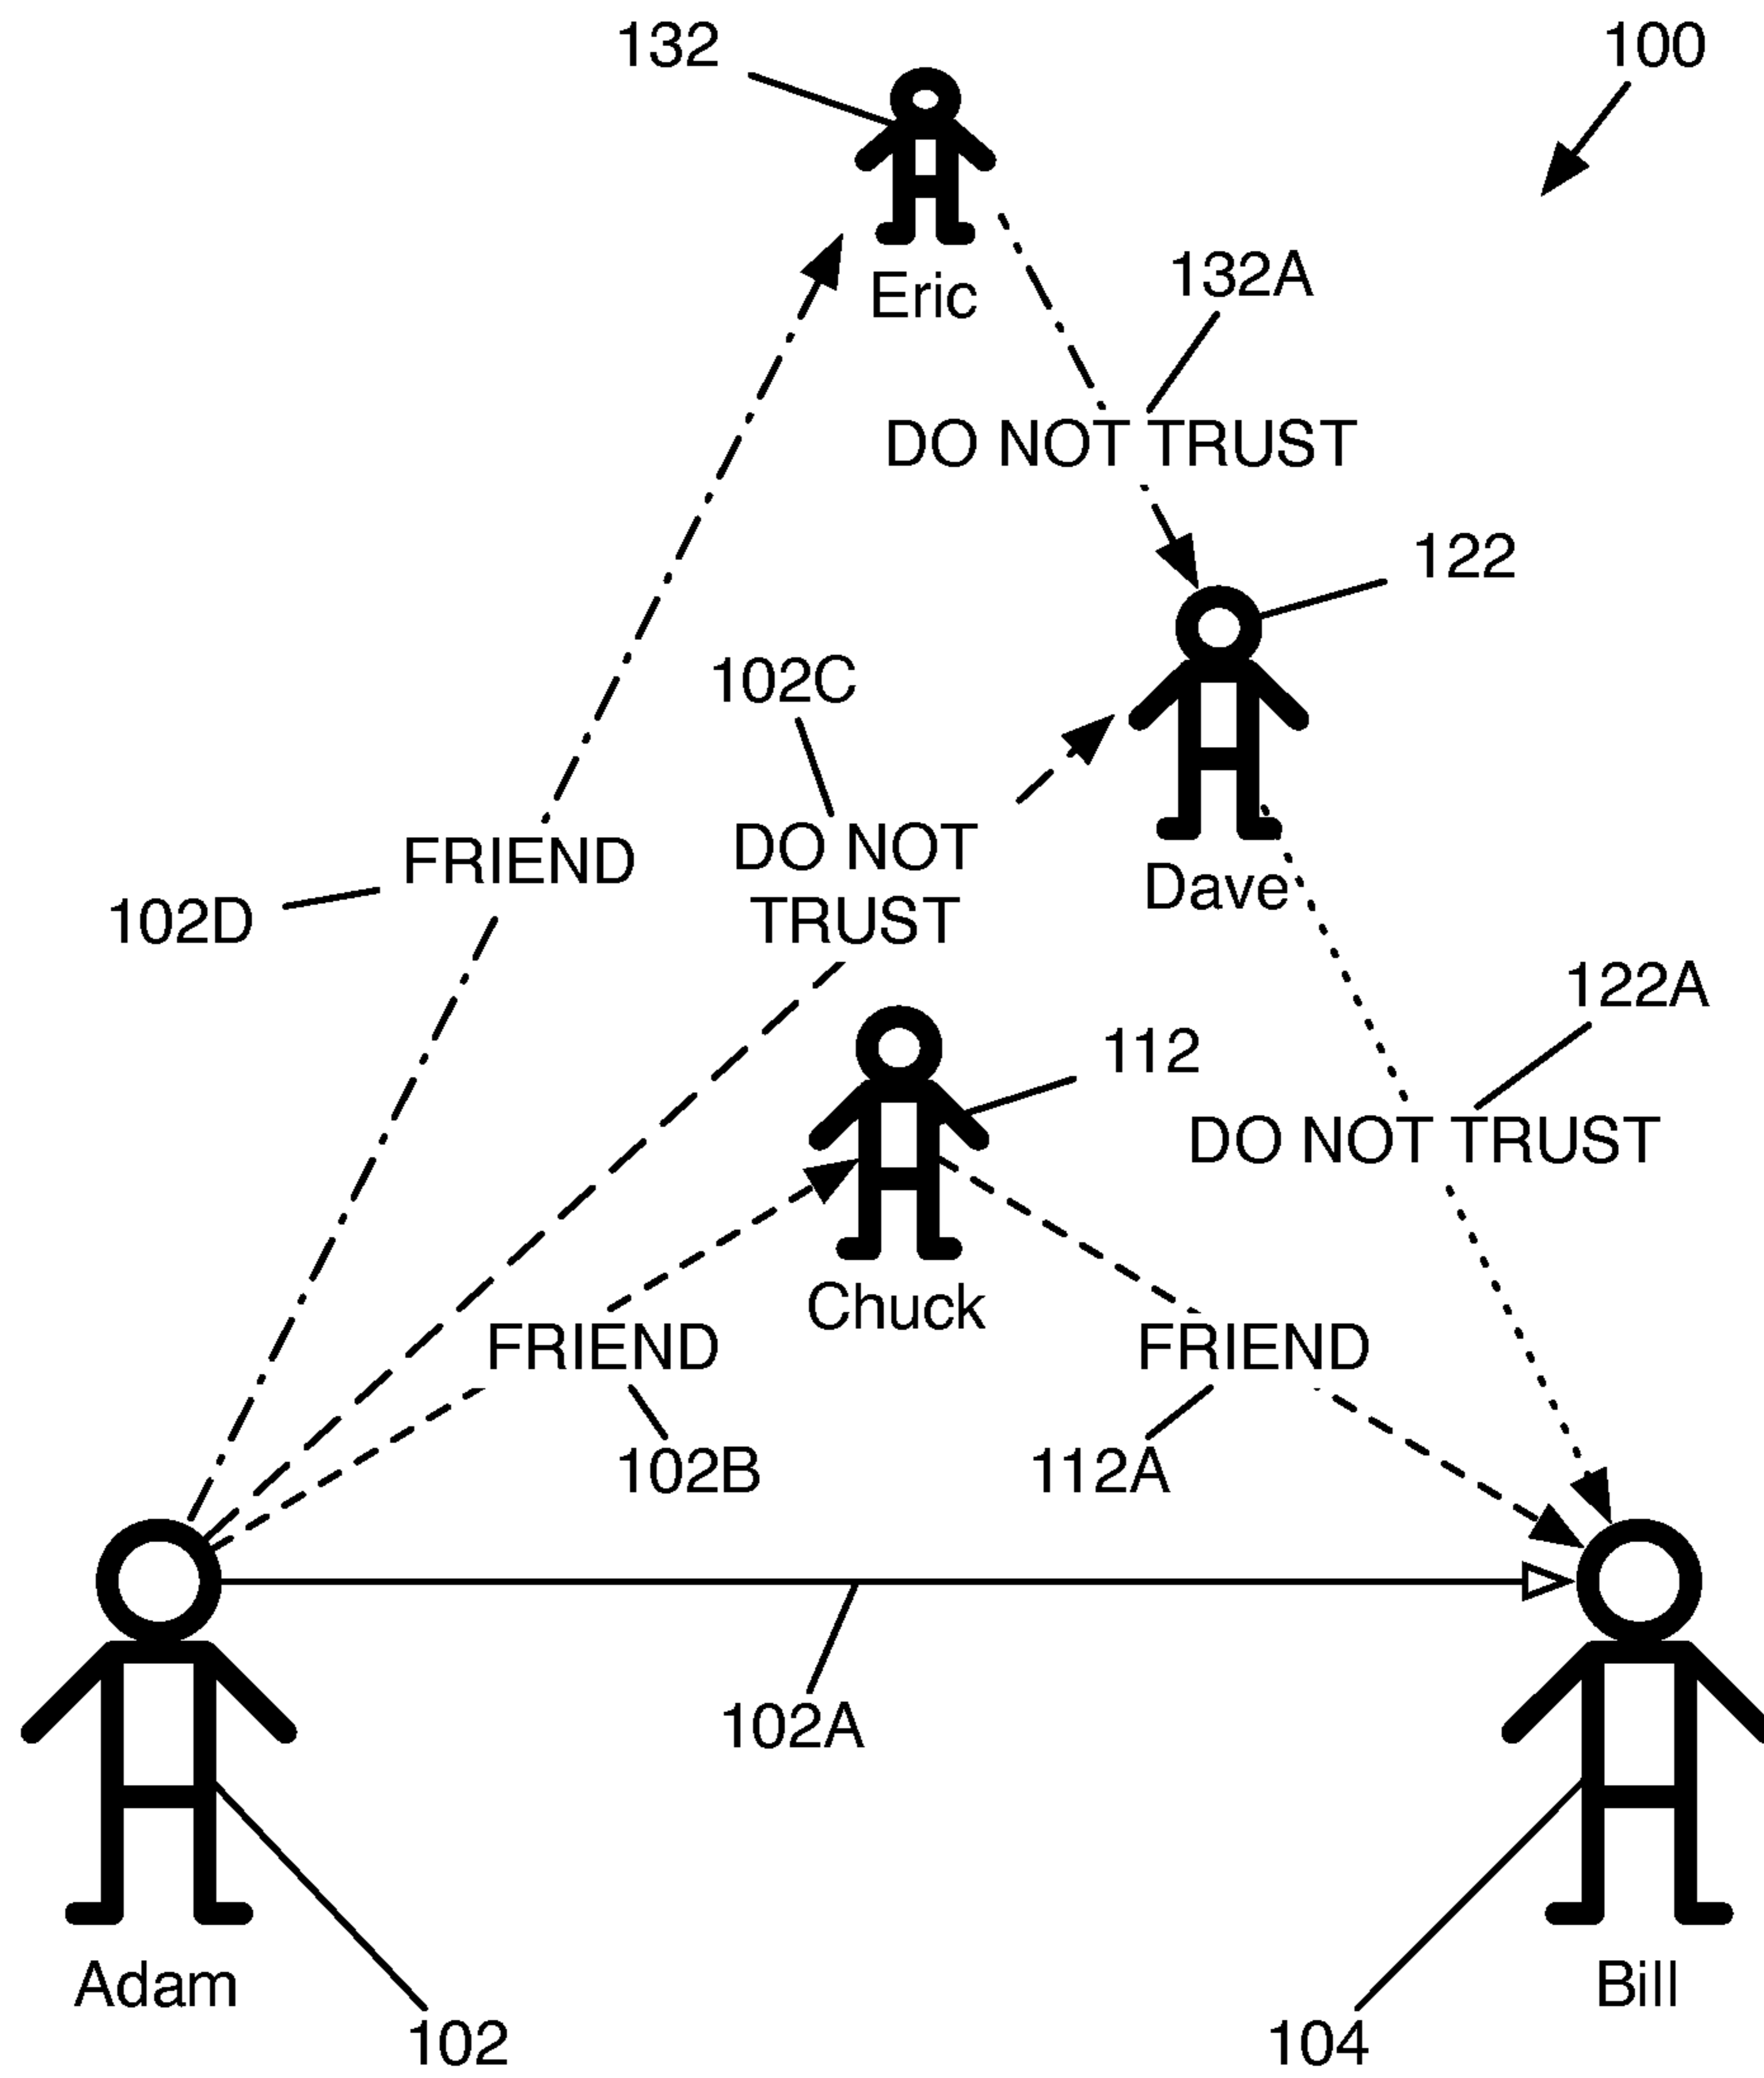 132
100
Eric
132A
DO NOT TRUST
122
102C
DO NOT
TRUST
FRIEND
102D
Dave
122A
112
DO NOT TRUST
Chuck
FRIEND
FRIEND
102B
112A
102A
Adam
Bill
102
104